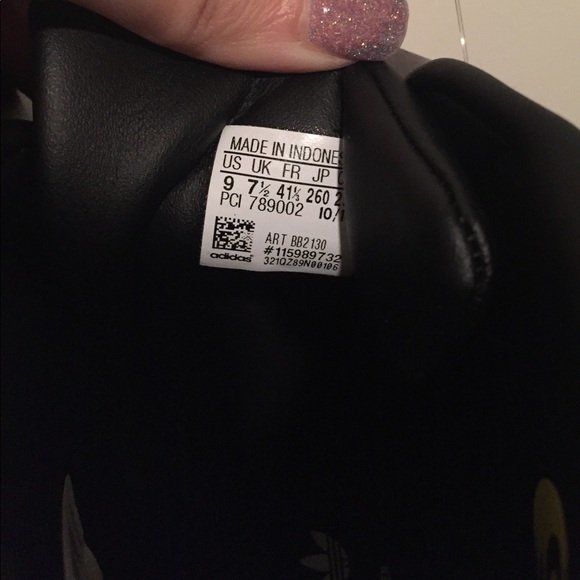 MADE IN INDONES
US UK FR JP
9 7½ 41⅓ 260 2
PCI 789002 10/1
ART BB2130
#115989732
321QZ89N00106
adidas